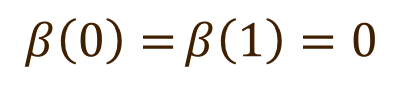 β(0) = β(1) = 0